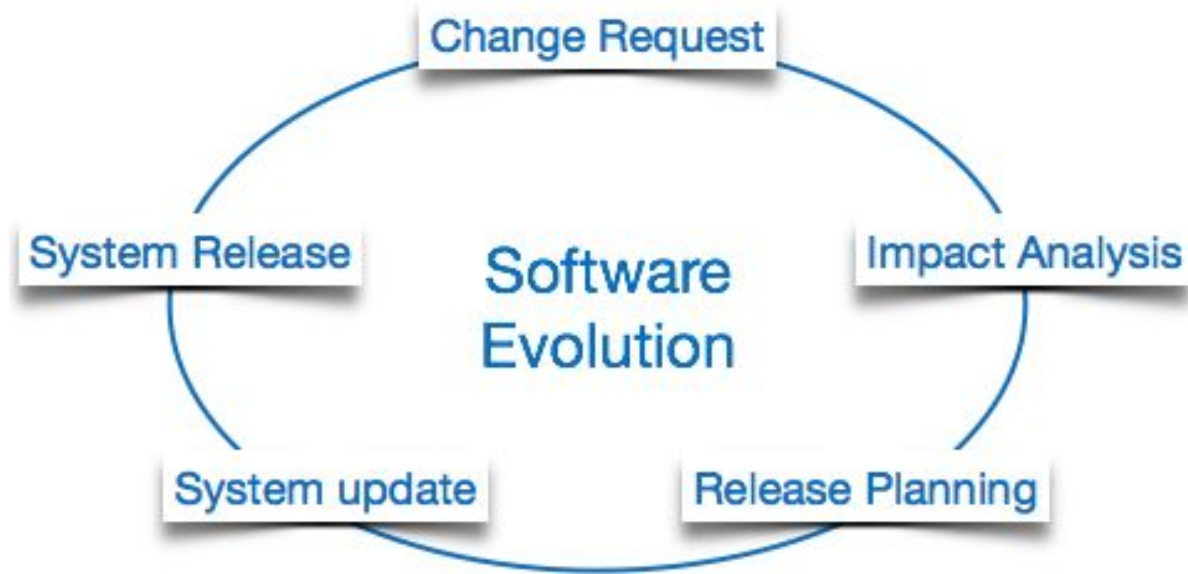 Change Request
System Release
Impact Analysis
Software
Evolution
System update
Release Planning